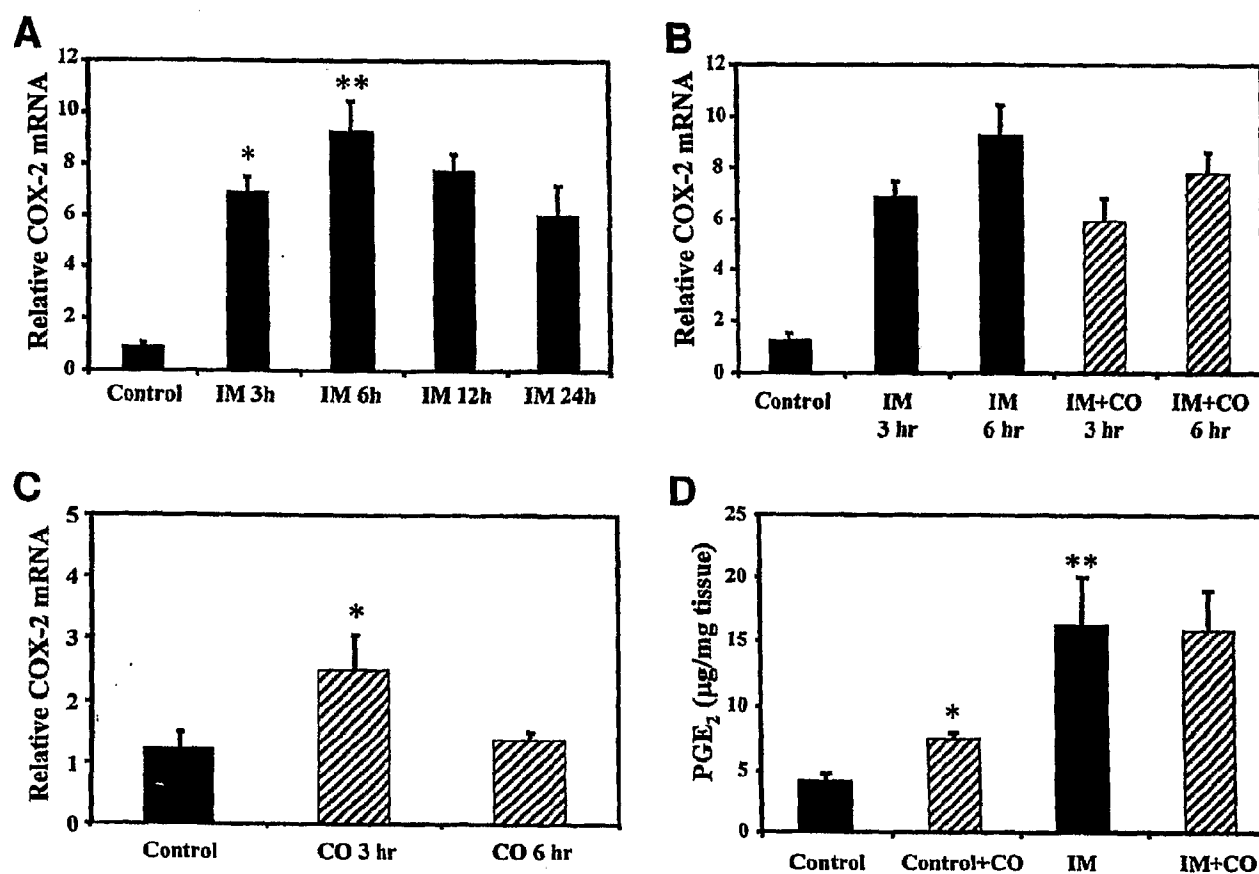 A
Relative COX-2 mRNA
12
10
8
6
4
2
0
*
**
Control IM 3h IM 6h IM 12h IM 24h
B
Relative COX-2 mRNA
12
10
8
6
4
2
0
Control IM IM IM+CO IM+CO
3 hr 6 hr 3 hr 6 hr
C
Relative COX-2 mRNA
5
4
3
2
1
0
*
Control CO 3 hr CO 6 hr
D
PGE2 (µg/mg tissue)
25
20
15
10
5
0
*
**
Control Control+CO IM IM+CO